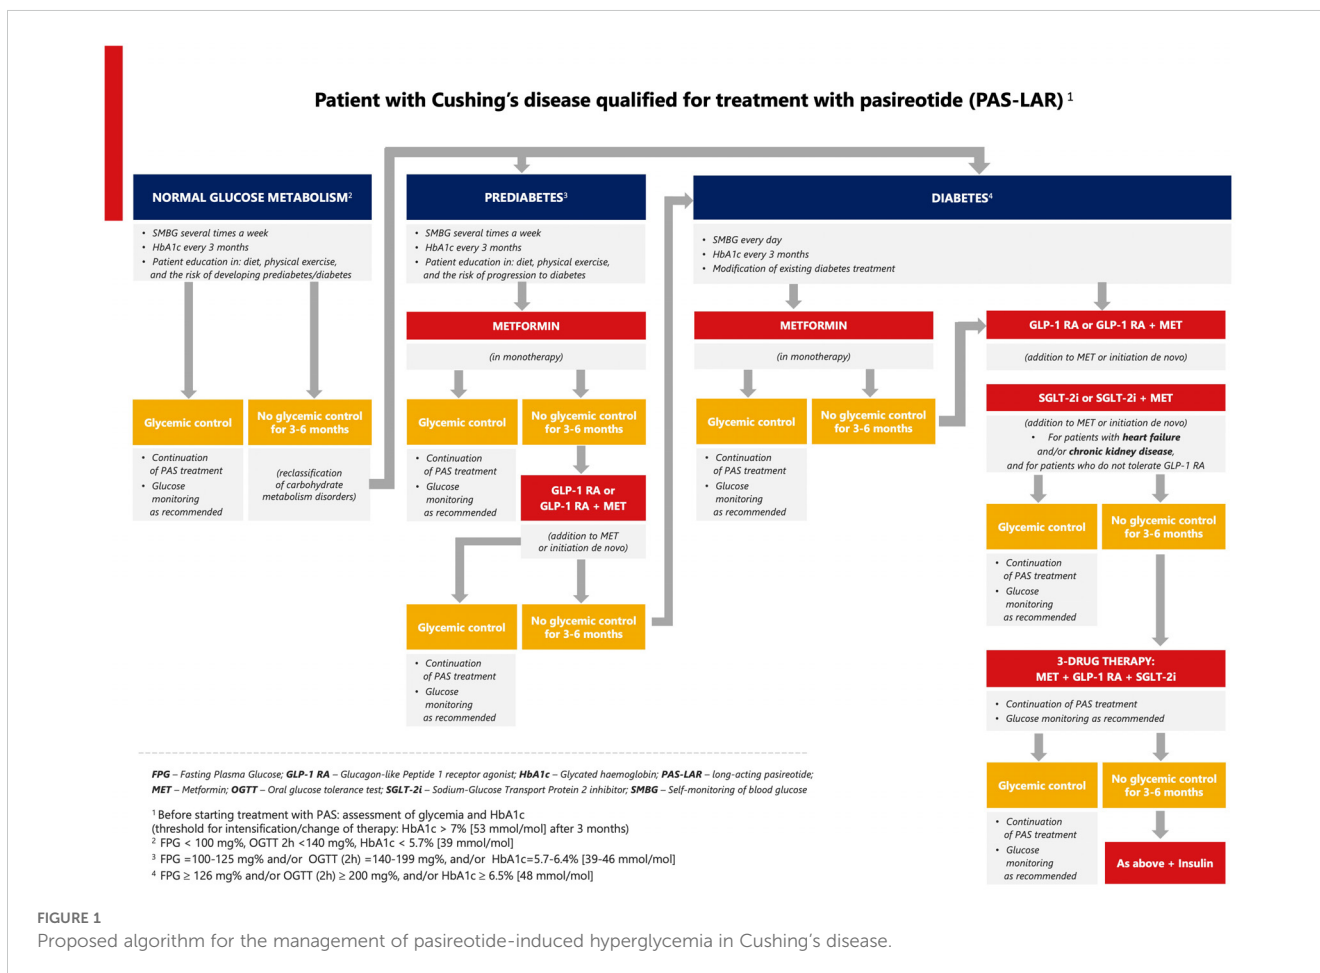 Patient with Cushing's disease qualified for treatment with pasireotide (PAS-LAR) 1
NORMAL GLUCOSE METABOLISM2
• SMBG several times a week
• HbA1c every 3 months
• Patient education in: diet, physical exercise,
and the risk of developing prediabetes/diabetes
Glycemic control
• Continuation
of PAS treatment
• Glucose
monitoring
as recommended
No glycemic control
for 3-6 months
(reclassification
of carbohydrate
metabolism disorders)
PREDIABETES3
• SMBG several times a week
• HbA1c every 3 months
• Patient education in: diet, physical exercise,
and the risk of progression to diabetes
METFORMIN
(in monotherapy)
Glycemic control
• Continuation
of PAS treatment
• Glucose
monitoring
as recommended
No glycemic control
for 3-6 months
GLP-1 RA or
GLP-1 RA + MET
(addition to MET
or initiation de novo)
Glycemic control
• Continuation
of PAS treatment
• Glucose
monitoring
as recommended
No glycemic control
for 3-6 months
DIABETES4
• SMBG every day
• HbA1c every 3 months
• Modification of existing diabetes treatment
METFORMIN
(in monotherapy)
Glycemic control
• Continuation
of PAS treatment
• Glucose
monitoring
as recommended
No glycemic control
for 3-6 months
GLP-1 RA or GLP-1 RA + MET
(addition to MET or initiation de novo)
SGLT-2i or SGLT-2i + MET
(addition to MET or initiation de novo)
• For patients with heart failure
and/or chronic kidney disease,
and for patients who do not tolerate GLP-1 RA
Glycemic control
• Continuation
of PAS treatment
• Glucose
monitoring
as recommended
No glycemic control
for 3-6 months
3-DRUG THERAPY:
MET + GLP-1 RA + SGLT-2i
• Continuation of PAS treatment
• Glucose monitoring as recommended
Glycemic control
• Continuation
of PAS treatment
• Glucose
monitoring
as recommended
No glycemic control
for 3-6 months
As above + Insulin
FPG – Fasting Plasma Glucose; GLP-1 RA – Glucagon-like Peptide 1 receptor agonist; HbA1c – Glycated haemoglobin; PAS-LAR – long-acting pasireotide;
MET – Metformin; OGTT – Oral glucose tolerance test; SGLT-2i – Sodium-Glucose Transport Protein 2 inhibitor; SMBG – Self-monitoring of blood glucose
1 Before starting treatment with PAS: assessment of glycemia and HbA1c
(threshold for intensification/change of therapy: HbA1c > 7% [53 mmol/mol] after 3 months)
2 FPG < 100 mg%, OGTT 2h <140 mg%, HbA1c < 5.7% [39 mmol/mol]
3 FPG =100-125 mg% and/or OGTT (2h) =140-199 mg%, and/or HbA1c=5.7-6.4% [39-46 mmol/mol]
4 FPG ≥ 126 mg% and/or OGTT (2h) ≥ 200 mg%, and/or HbA1c ≥ 6.5% [48 mmol/mol]
FIGURE 1
Proposed algorithm for the management of pasireotide-induced hyperglycemia in Cushing's disease.